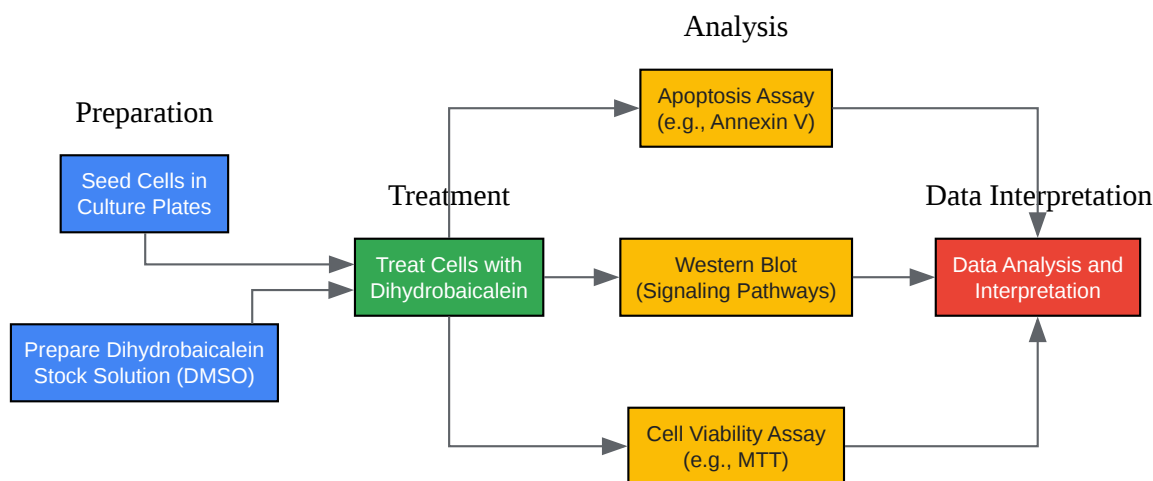 Preparation
Seed Cells in
Culture Plates
Prepare Dihydrobaicalein
Stock Solution (DMSO)
Treatment
Treat Cells with
Dihydrobaicalein
Analysis
Apoptosis Assay
(e.g., Annexin V)
Western Blot
(Signaling Pathways)
Cell Viability Assay
(e.g., MTT)
Data Interpretation
Data Analysis and
Interpretation